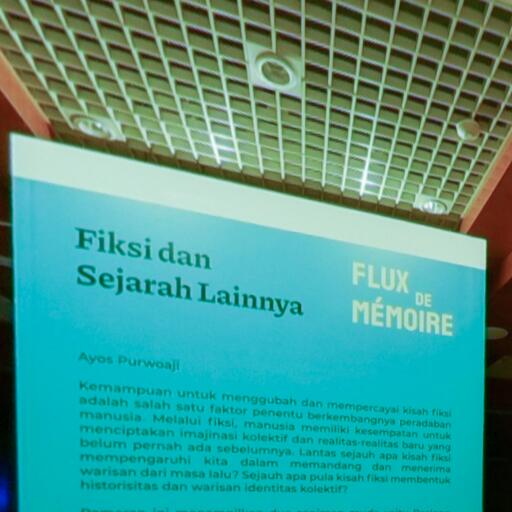 Fiksi dan
Sejarah Lainnya
FLUX
DE
MÉMOIRE
Ayos Purwoaji
Kemampuan untuk menggubah dan mempercayai kisah fiksi
adalah salah satu faktor penentu berkembangnya peradaban
manusia. Melalui fiksi, manusia memiliki kesempatan untuk
menciptakan imajinasi kolektif dan realitas-realitas baru yang
belum pernah ada sebelumnya. Lantas sejauh apa kisah fiksi
mempengaruhi kita dalam memandang dan menerima
warisan dari masa lalu? Sejauh apa pula kisah fiksi membentuk
historisitas dan warisan identitas kolektif?